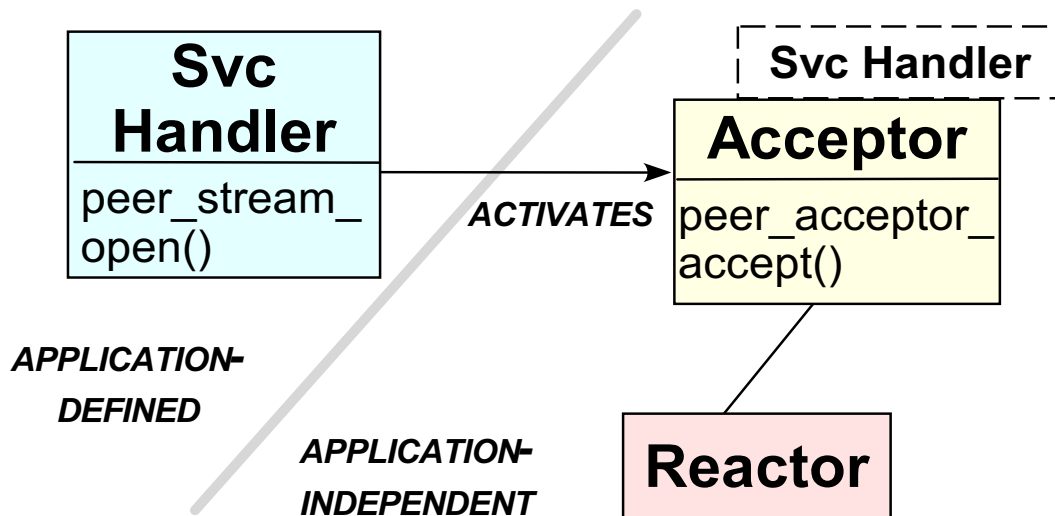 Svc
Handler
peer_stream_
open()
ACTIVATES
Svc Handler
Acceptor
peer_acceptor_
accept()
APPLICATION-
DEFINED
APPLICATION-
INDEPENDENT
Reactor